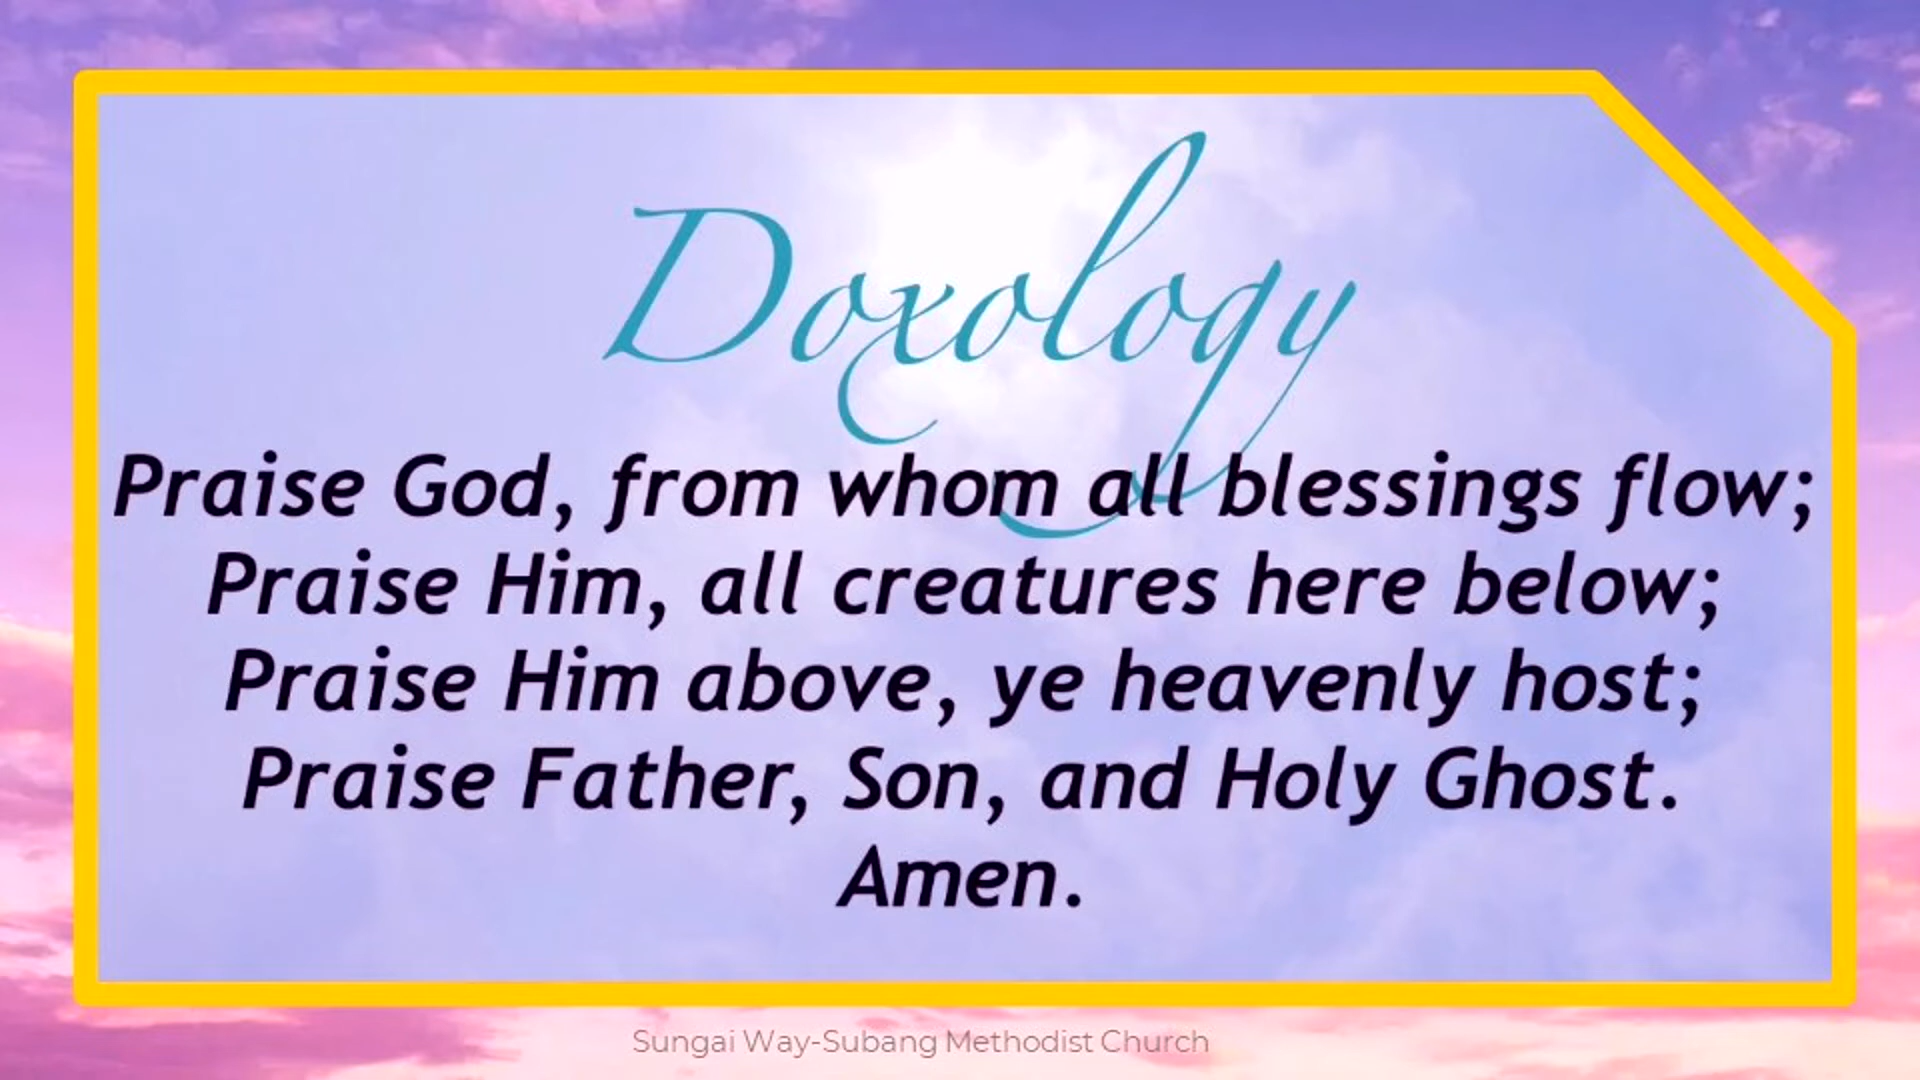 Doxology
Praise God, from whom all blessings flow;
Praise Him, all creatures here below;
Praise Him above, ye heavenly host;
Praise Father, Son, and Holy Ghost.
Amen.
Sungai Way-Subang Methodist Church